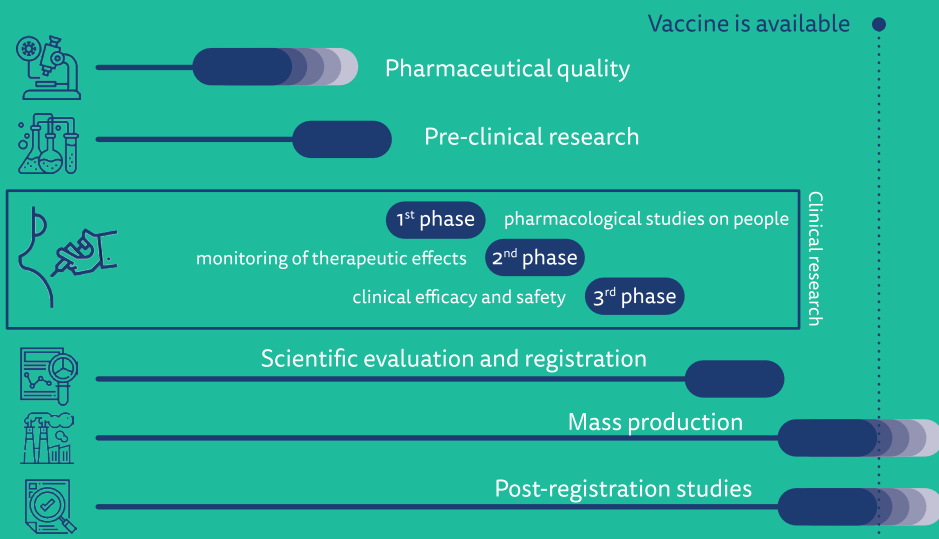 Vaccine is available
Pharmaceutical quality
Pre-clinical research
1st phase pharmacological studies on people
monitoring of therapeutic effects 2nd phase
clinical efficacy and safety 3rd phase
Clinical research
Scientific evaluation and registration
Mass production
Post-registration studies